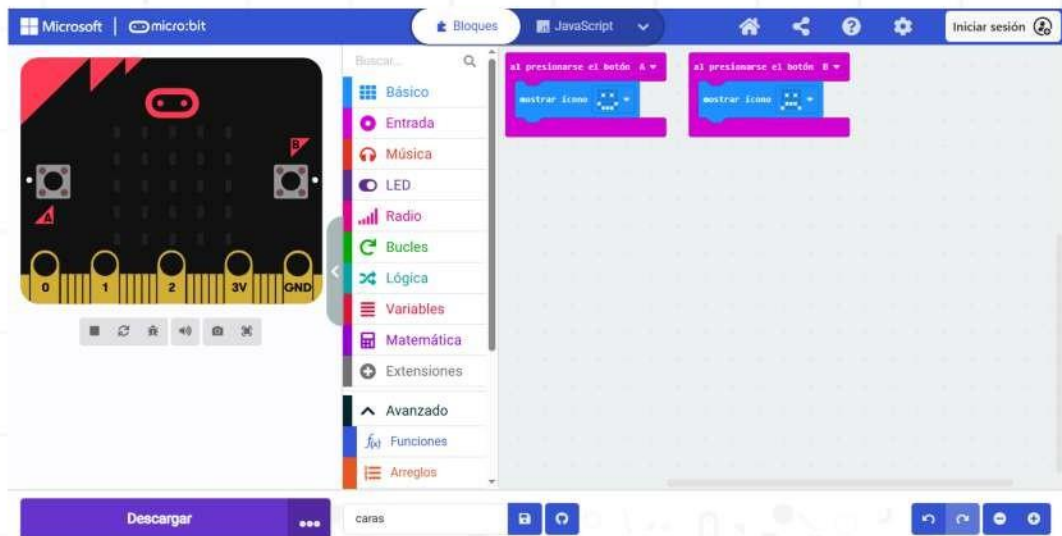 Microsoft | micro:bit
Bloques
JavaScript
Iniciar sesión
Buscar...
Básico
Entrada
Música
LED
Radio
Bucles
Lógica
Variables
Matemática
Extensiones
Avanzado
f(x) Funciones
Arreglos
al presionarse el botón A
mostrar ícono
al presionarse el botón B
mostrar ícono
B
A
0 1 2 3V GND
Descargar
caras